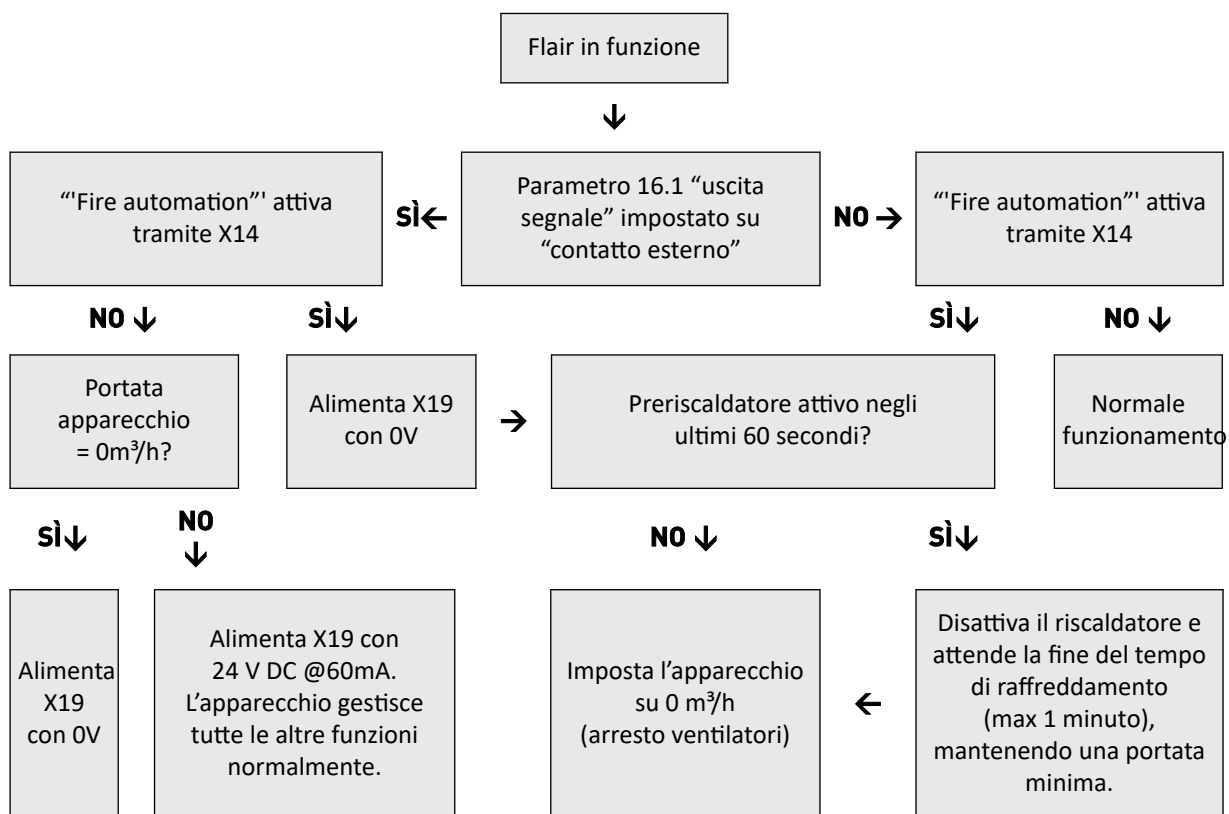 Flair in funzione
“'Fire automation”' attiva
tramite X14
SÌ
Parametro 16.1 “uscita
segnale” impostato su
“contatto esterno”
NO
“'Fire automation”' attiva
tramite X14
NO
SÌ
SÌ
NO
Portata
apparecchio
= 0m³/h?
Alimenta X19
con 0V
Preriscaldatore attivo negli
ultimi 60 secondi?
Normale
funzionamento
SÌ
NO
NO
SÌ
Alimenta
X19
con 0V
Alimenta X19 con
24 V DC @60mA.
L’apparecchio gestisce
tutte le altre funzioni
normalmente.
Imposta l’apparecchio
su 0 m³/h
(arresto ventilatori)
Disattiva il riscaldatore e
attende la fine del tempo
di raffreddamento
(max 1 minuto),
mantenendo una portata
minima.